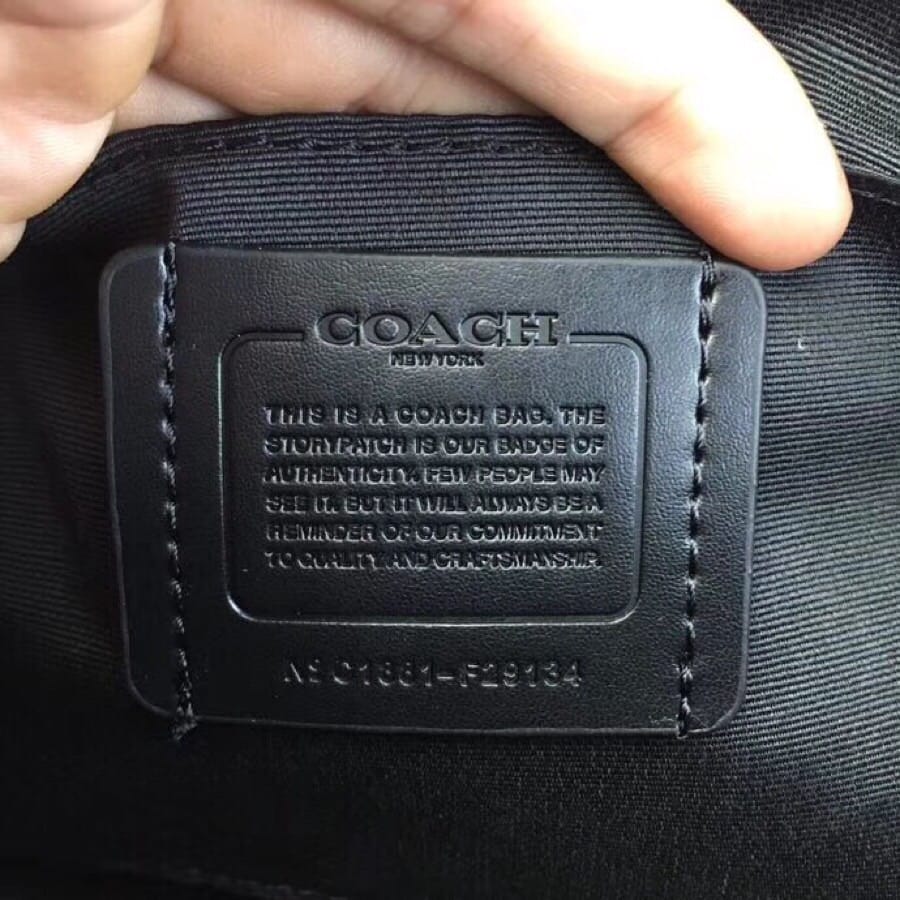 COACH
NEW YORK
THIS IS A COACH BAG. THE
STORYPATCH IS OUR BADGE OF
AUTHENTICITY. FEW PEOPLE MAY
SEE IT. BUT IT WILL ALWAYS BE A
REMINDER OF OUR COMMITMENT
TO QUALITY AND CRAFTSMANSHIP.
Nº C1881-F29134